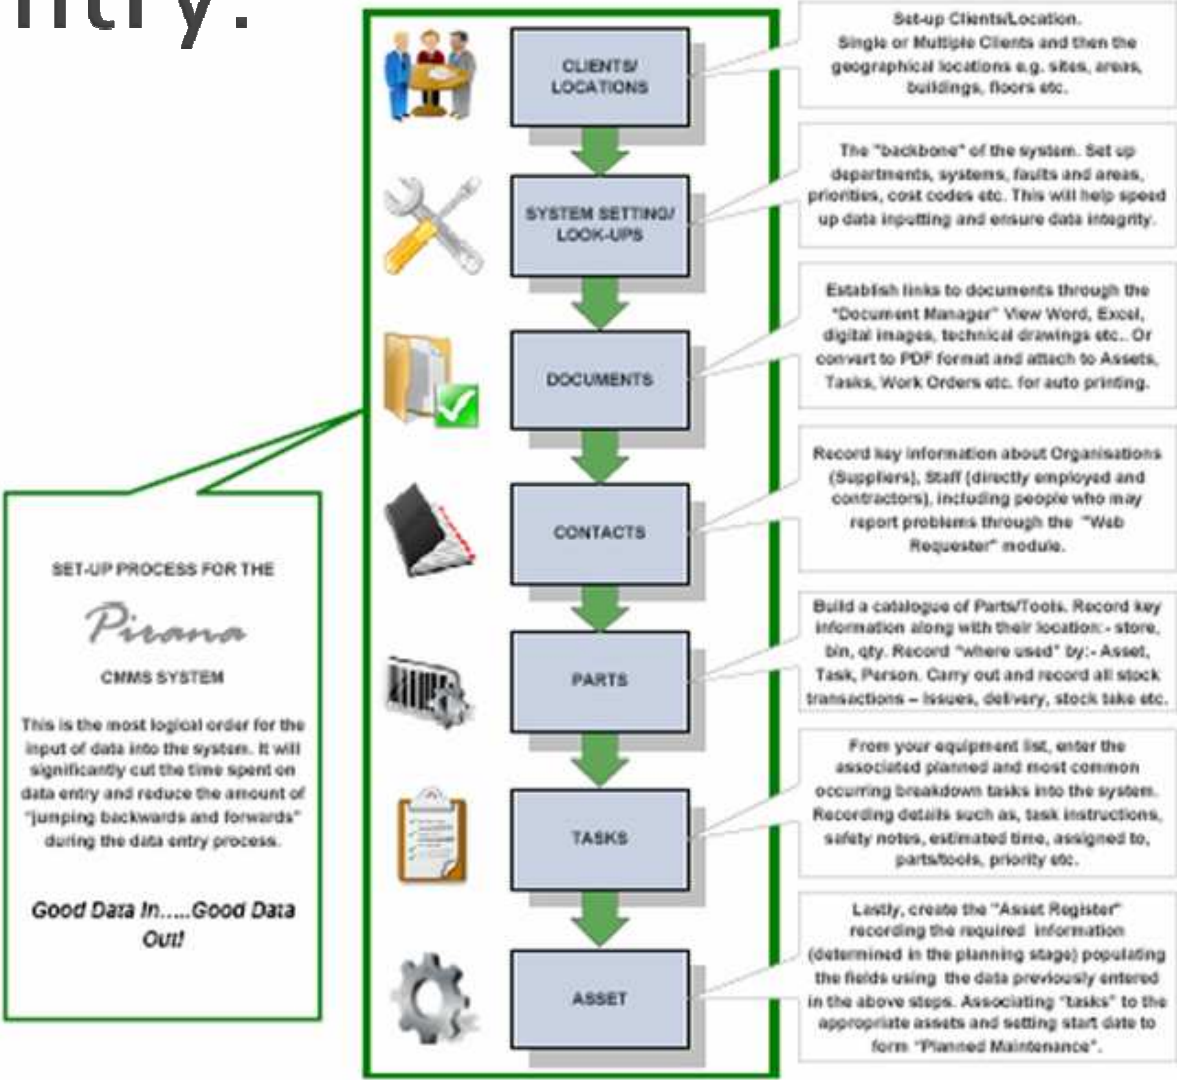 ntry.
CLIENTS/
LOCATIONS
Set-up Clients/Location.
Single or Multiple Clients and then the
geographical locations e.g. sites, areas,
buildings, floors etc.
SYSTEM SETTING/
LOOK-UPS
The "backbone" of the system. Set up
departments, systems, faults and areas,
priorities, cost codes etc. This will help speed
up data inputting and ensure data integrity.
DOCUMENTS
Establish links to documents through the
"Document Manager" View Word, Excel,
digital images, technical drawings etc.. Or
convert to PDF format and attach to Assets,
Tasks, Work Orders etc. for auto printing.
CONTACTS
Record key information about Organisations
(Suppliers), Staff (directly employed and
contractors), including people who may
report problems through the "Web
Requester" module.
PARTS
Build a catalogue of Parts/Tools. Record key
information along with their location:- store,
bin, qty. Record "where used" by:- Asset,
Task, Person. Carry out and record all stock
transactions – issues, delivery, stock take etc.
TASKS
From your equipment list, enter the
associated planned and most common
occurring breakdown tasks into the system.
Recording details such as, task instructions,
safety notes, estimated time, assigned to,
parts/tools, priority etc.
ASSET
Lastly, create the "Asset Register"
recording the required information
(determined in the planning stage) populating
the fields using the data previously entered
in the above steps. Associating "tasks" to the
appropriate assets and setting start date to
form "Planned Maintenance".
SET-UP PROCESS FOR THE
Pirana
CMMS SYSTEM
This is the most logical order for the
input of data into the system. It will
significantly cut the time spent on
data entry and reduce the amount of
"jumping backwards and forwards"
during the data entry process.
Good Data In.....Good Data
Out!